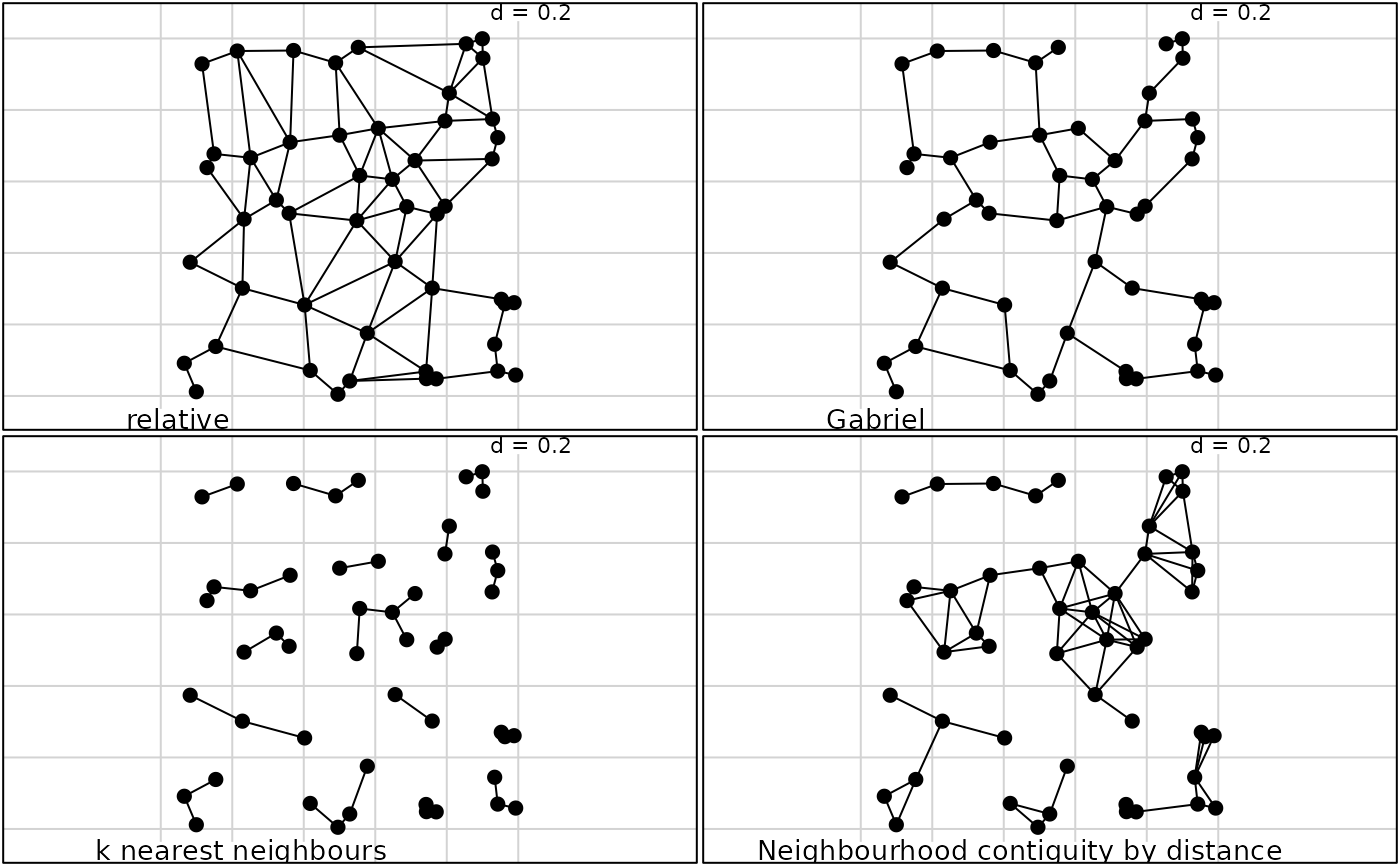 d = 0.2
relative
d = 0.2
Gabriel
d = 0.2
k nearest neighbours
d = 0.2
Neighbourhood contiguity by distance